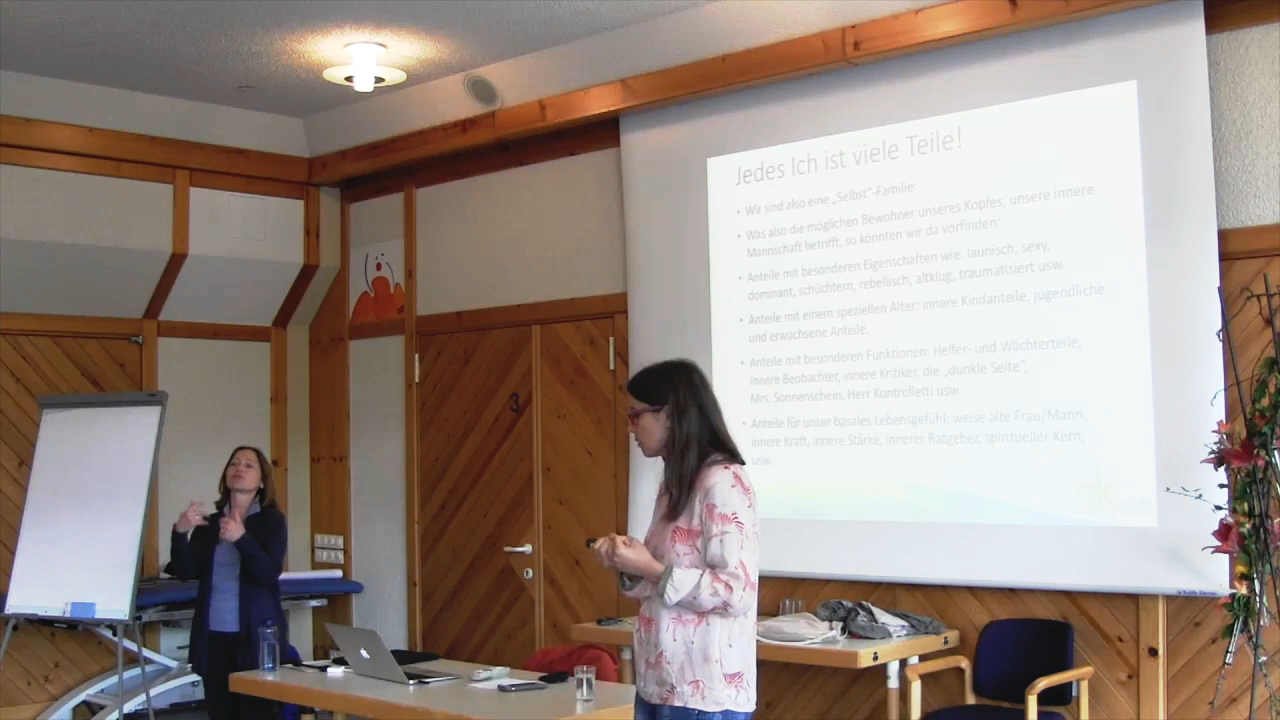 Jedes Ich ist viele Teile!
• Wir sind also eine „Selbst"-Familie:
• Was also die möglichen Bewohner unseres Kopfes, unsere innere
Mannschaft betrifft, so könnten wir da vorfinden:
• Anteile mit besonderen Eigenschaften wie: launisch, sexy,
dominant, schüchtern, rebellisch, altklug, traumatisiert usw.
• Anteile mit einem speziellen Alter: innere Kindanteile, jugendliche
und erwachsene Anteile.
• Anteile mit besonderen Funktionen: Helfer- und Wächterteile,
innere Beobachter, innere Kritiker, die „dunkle Seite",
Mrs. Sonnenschein, Herr Kontrolletti usw.
Anteile für unser basales Lebensgefühl: weise alte Frau/Mann,
innere Kraft, innere Stärke, innerer Ratgeber, spiritueller Kern,
usw.
3